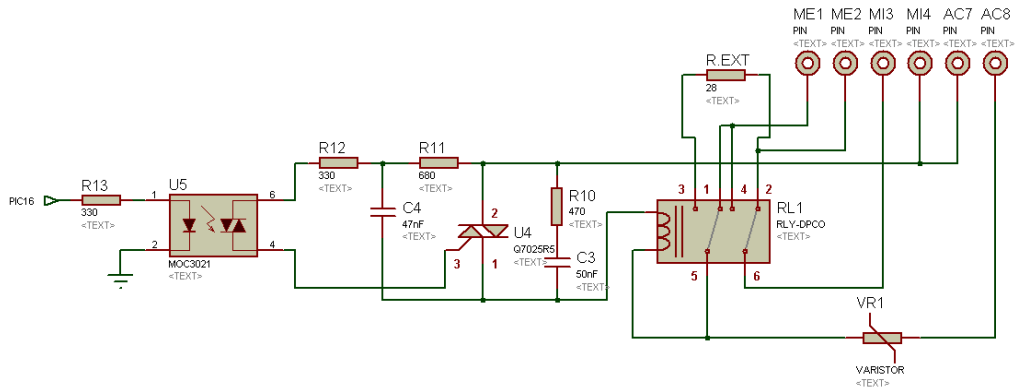 ME1 ME2 MI3 MI4 AC7 AC8
PIN PIN PIN PIN PIN PIN
<TEXT> <TEXT> <TEXT> <TEXT> <TEXT> <TEXT>
R.EXT
28
<TEXT>
R12
330
<TEXT>
R11
680
<TEXT>
PIC16
R13
330
<TEXT>
U5
1
6
2
4
MOC3021
<TEXT>
C4
47nF
<TEXT>
2
U4
Q7025R5
<TEXT>
3
1
R10
470
<TEXT>
C3
50nF
<TEXT>
3 1 4 2
RL1
RLY-DPCO
<TEXT>
5 6
VR1
VARISTOR
<TEXT>